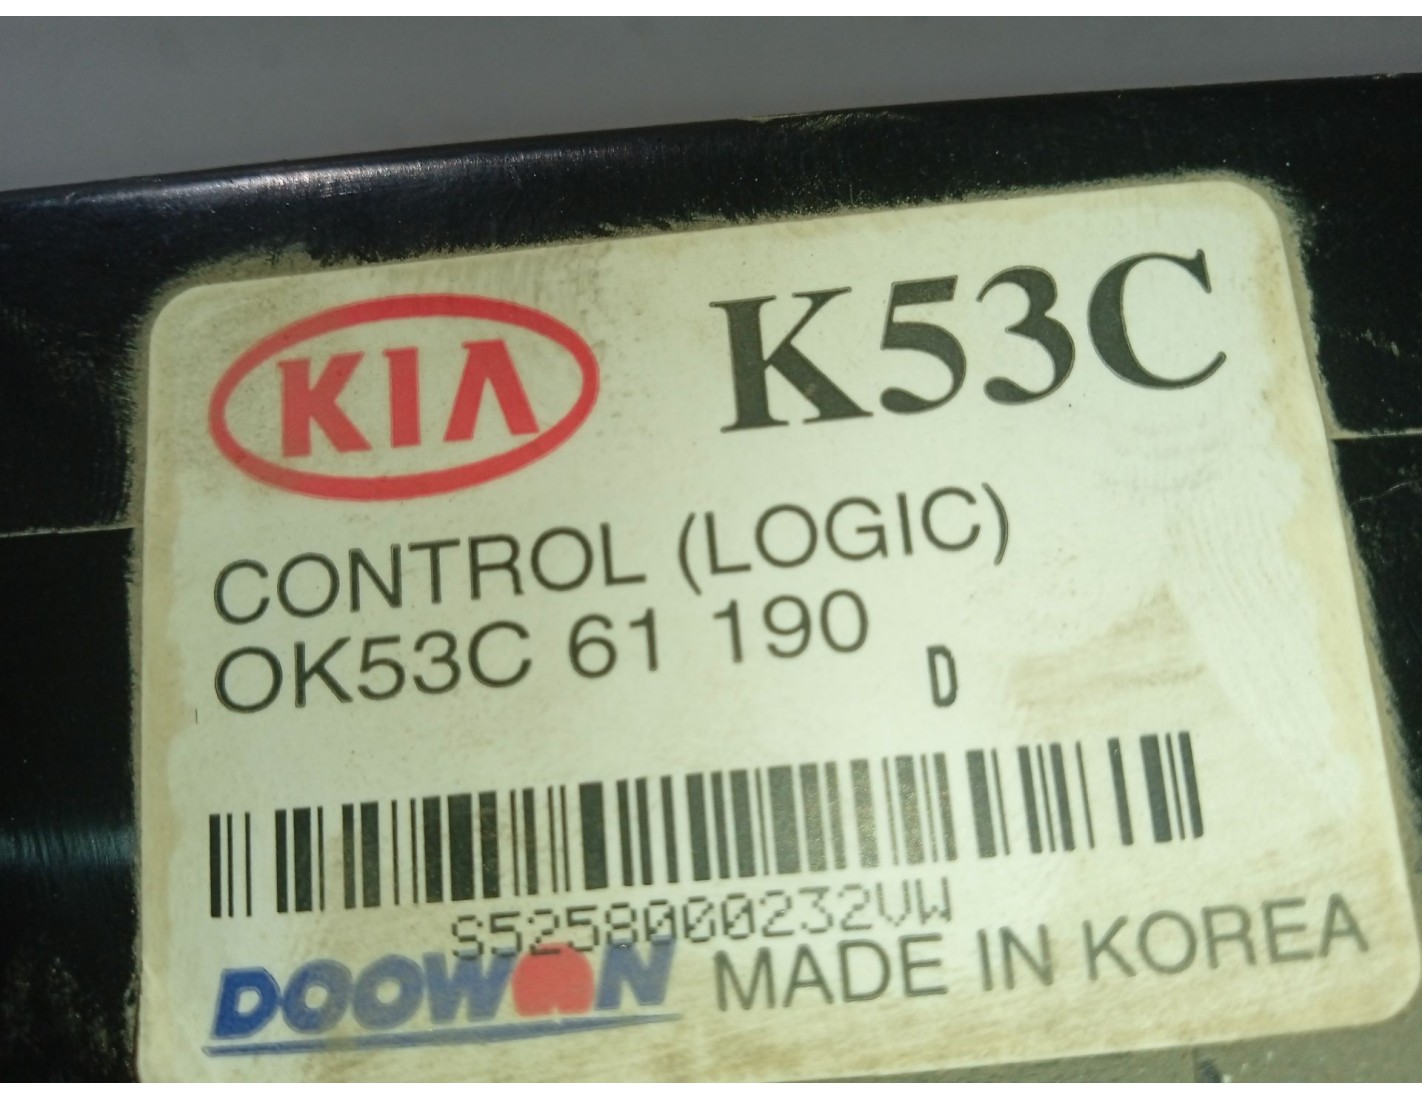 KIA K53C
CONTROL (LOGIC)
OK53C 61 190
D
S5258000232VW
DOOWON MADE IN KOREA